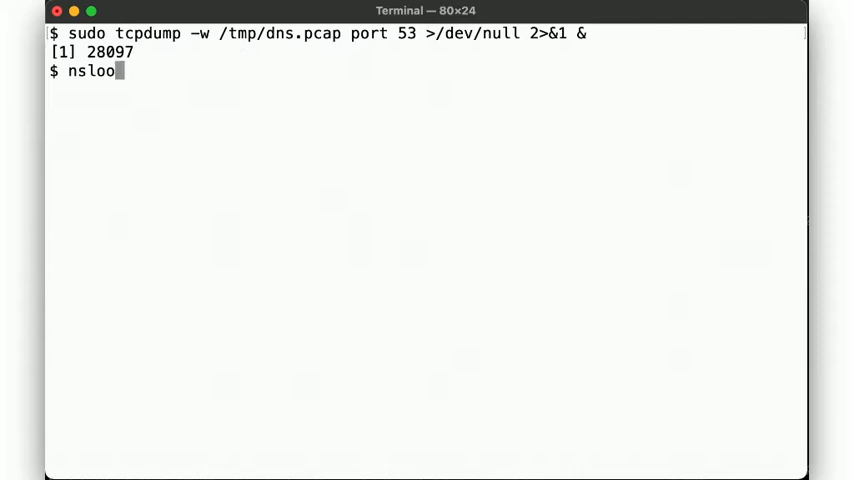 Terminal — 80×24
$ sudo tcpdump -w /tmp/dns.pcap port 53 >/dev/null 2>&1 &
[1] 28097
$ nsloo